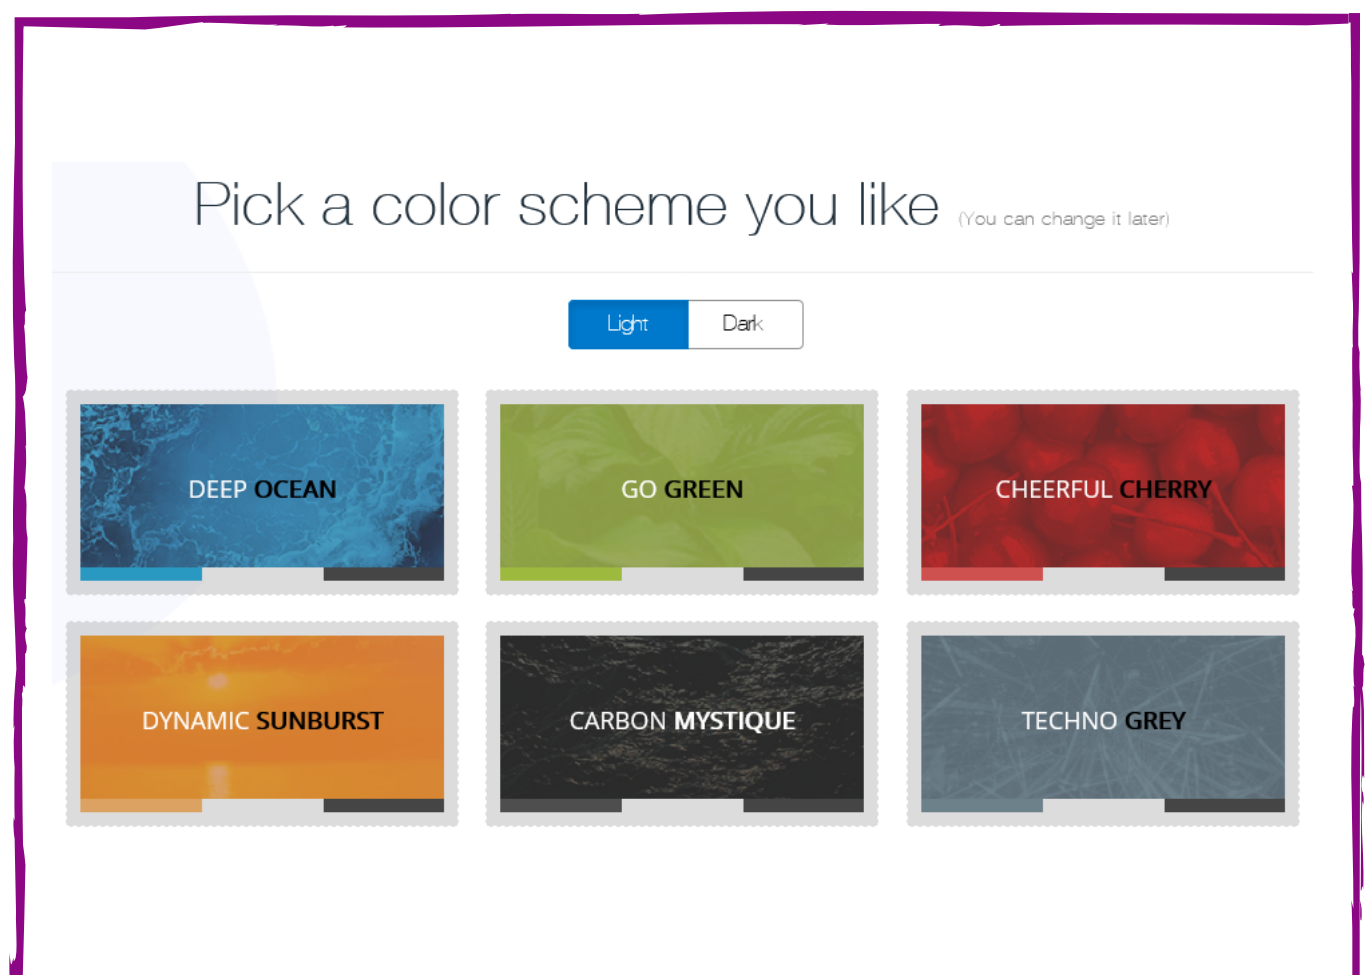 Pick a color scheme you like (You can change it later)
Light Dark
DEEP OCEAN GO GREEN CHEERFUL CHERRY
DYNAMIC SUNBURST CARBON MYSTIQUE TECHNO GREY